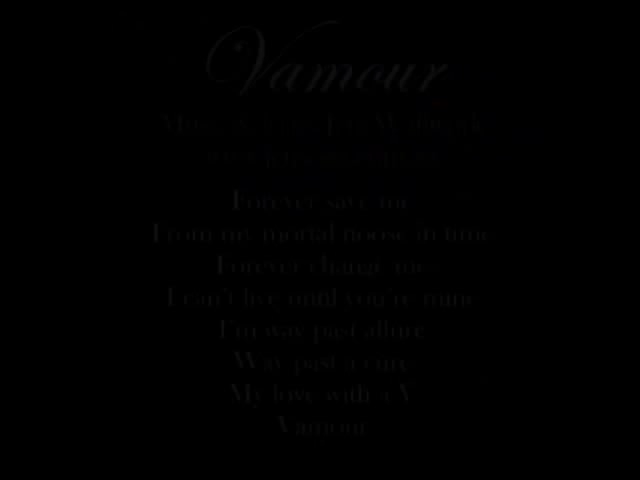 Vamour
Forever save me
From my mortal noose in time
Forever change me
I can't live until you're mine
I'm way past allure
Way past a cure
My love with a V
Vamour